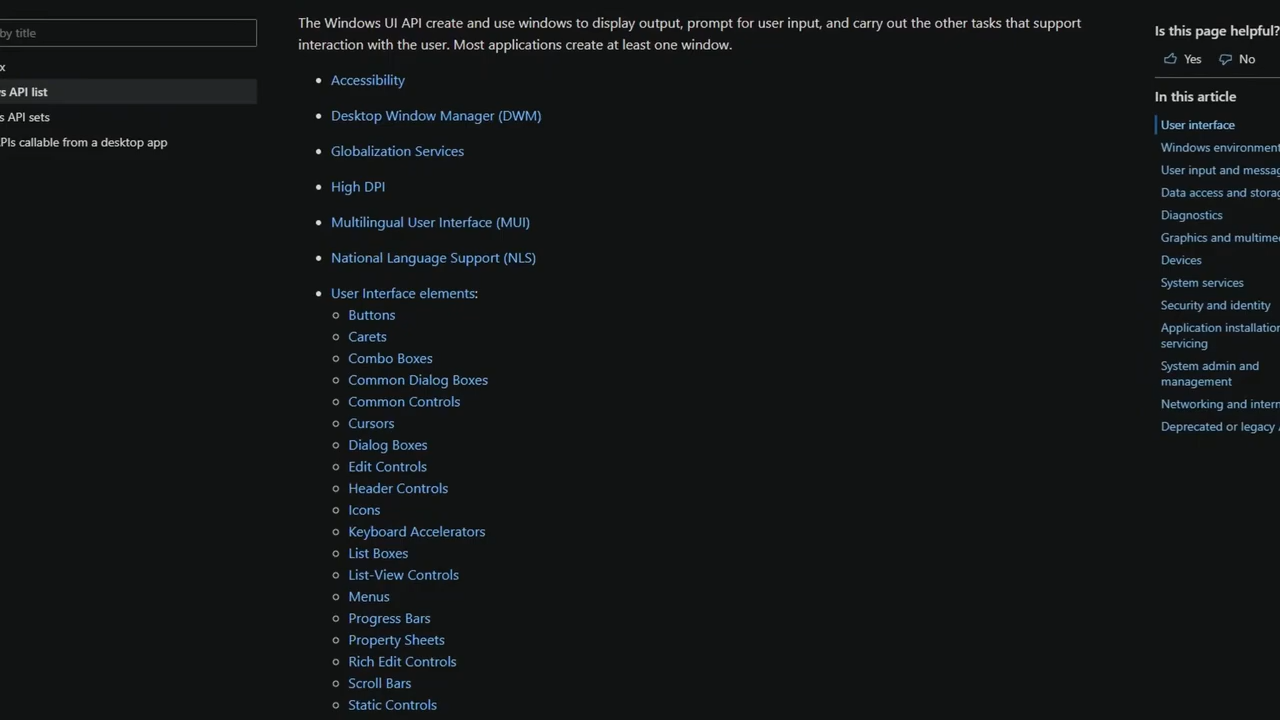 by title
x
s API list
s API sets
PIs callable from a desktop app
The Windows UI API create and use windows to display output, prompt for user input, and carry out the other tasks that support
interaction with the user. Most applications create at least one window.
Accessibility
Desktop Window Manager (DWM)
Globalization Services
High DPI
Multilingual User Interface (MUI)
National Language Support (NLS)
User Interface elements:
Buttons
Carets
Combo Boxes
Common Dialog Boxes
Common Controls
Cursors
Dialog Boxes
Edit Controls
Header Controls
Icons
Keyboard Accelerators
List Boxes
List-View Controls
Menus
Progress Bars
Property Sheets
Rich Edit Controls
Scroll Bars
Static Controls
Is this page helpful?
Yes No
In this article
User interface
Windows environment
User input and messag
Data access and storag
Diagnostics
Graphics and multime
Devices
System services
Security and identity
Application installation
servicing
System admin and
management
Networking and intern
Deprecated or legacy